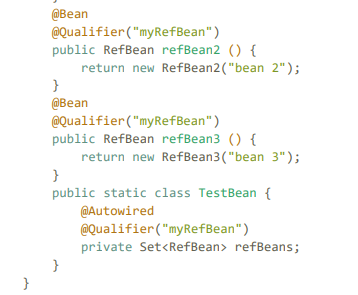 @Bean
@Qualifier("myRefBean")
public RefBean refBean2 () {
return new RefBean2("bean 2");
}
@Bean
@Qualifier("myRefBean")
public RefBean refBean3 () {
return new RefBean3("bean 3");
}
public static class TestBean {
@Autowired
@Qualifier("myRefBean")
private Set<RefBean> refBeans;
}
}